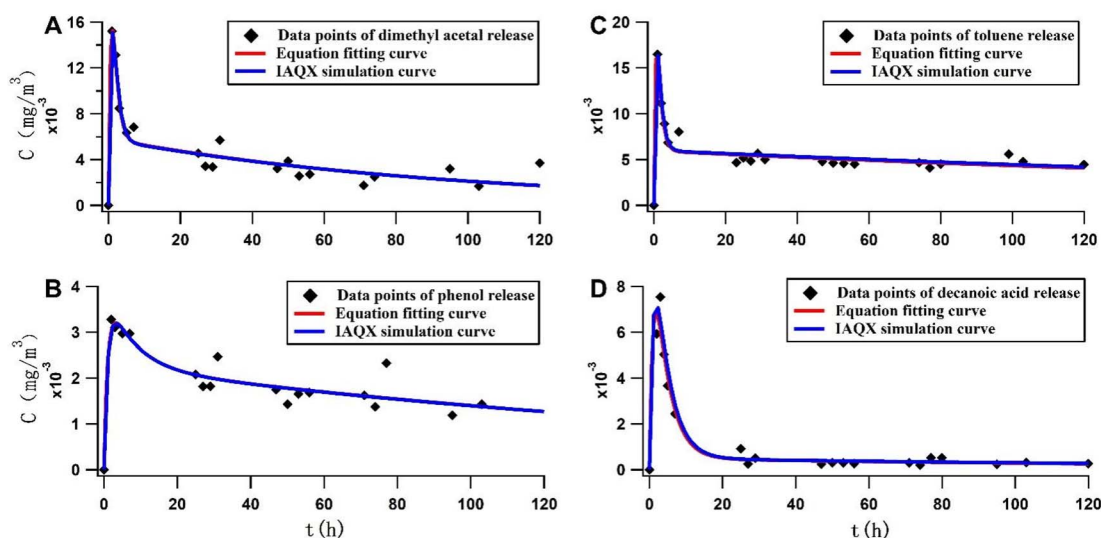 A
Data points of dimethyl acetal release
Equation fitting curve
IAQX simulation curve
C (mg/m³)
x10⁻³
16
12
8
4
0
0 20 40 60 80 100 120
C
Data points of toluene release
Equation fitting curve
IAQX simulation curve
x10⁻³
20
15
10
5
0
0 20 40 60 80 100 120
B
Data points of phenol release
Equation fitting curve
IAQX simulation curve
C (mg/m³)
x10⁻³
4
3
2
1
0
0 20 40 60 80 100 120
t(h)
D
Data points of decanoic acid release
Equation fitting curve
IAQX simulation curve
x10⁻³
8
6
4
2
0
0 20 40 60 80 100 120
t(h)